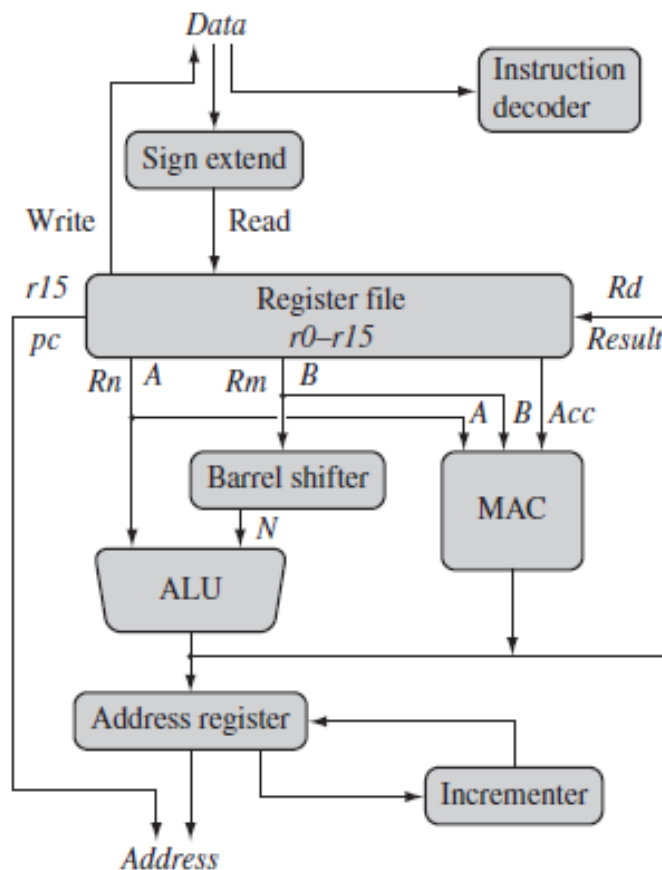 Data
Instruction
decoder
Sign extend
Write
Read
r15
Register file
Rd
pc
r0–r15
Result
Rn A Rm B
A B Acc
Barrel shifter
MAC
N
ALU
Address register
Incrementer
Address